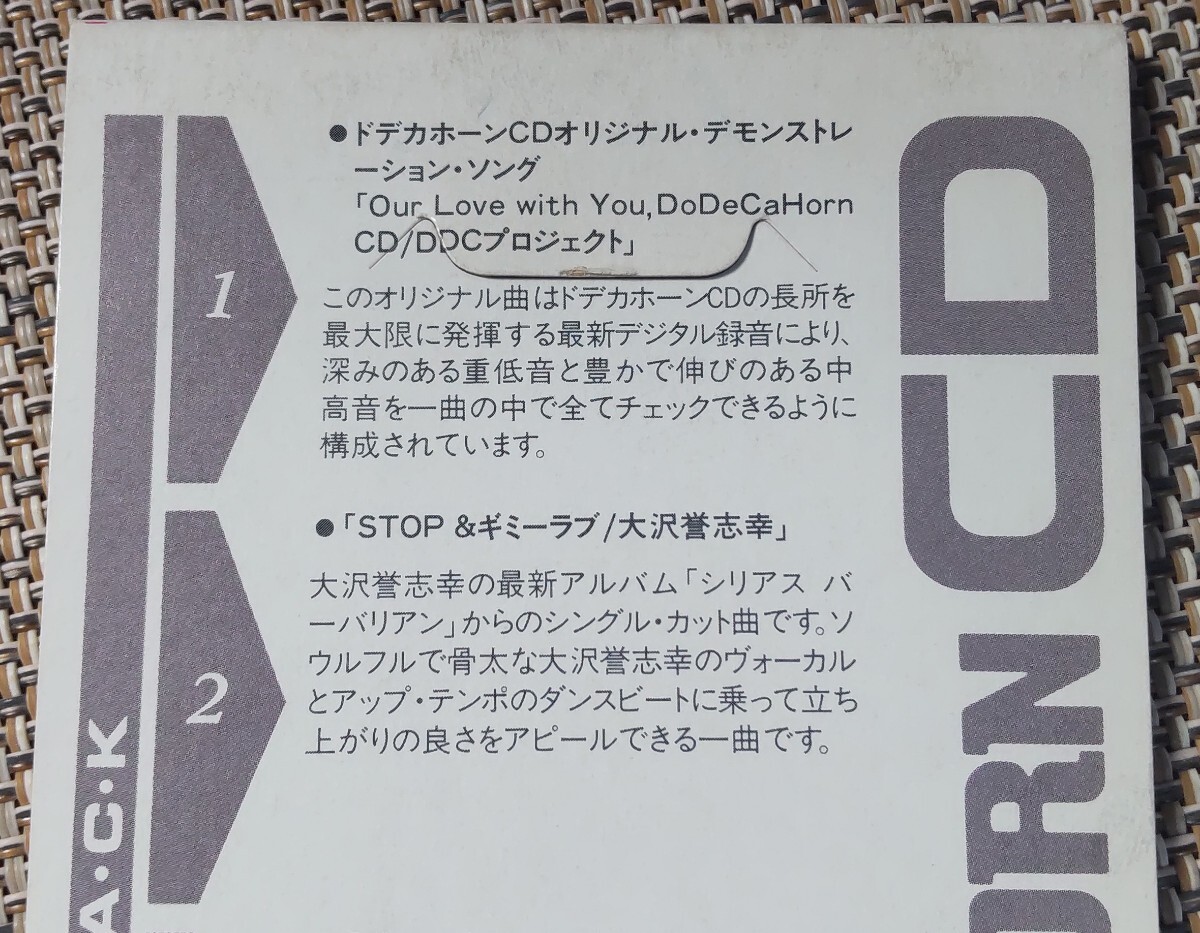 1
●ドデカホーンCDオリジナル・デモンストレ
ーション・ソング
「Our Love with You,DoDeCaHorn
CD/DDCプロジェクト」
このオリジナル曲はドデカホーンCDの長所を
最大限に発揮する最新デジタル録音により、
深みのある重低音と豊かで伸びのある中
高音を一曲の中で全てチェックできるように
構成されています。
2
●「STOP &ギミーラブ/大沢誉志幸」
大沢誉志幸の最新アルバム「シリアス バ
ーバリアン」からのシングル・カット曲です。ソ
ウルフルで骨太な大沢誉志幸のヴォーカル
とアップ・テンポのダンスビートに乗って立ち
上がりの良さをアピールできる一曲です。
A・C・K
ORN CD